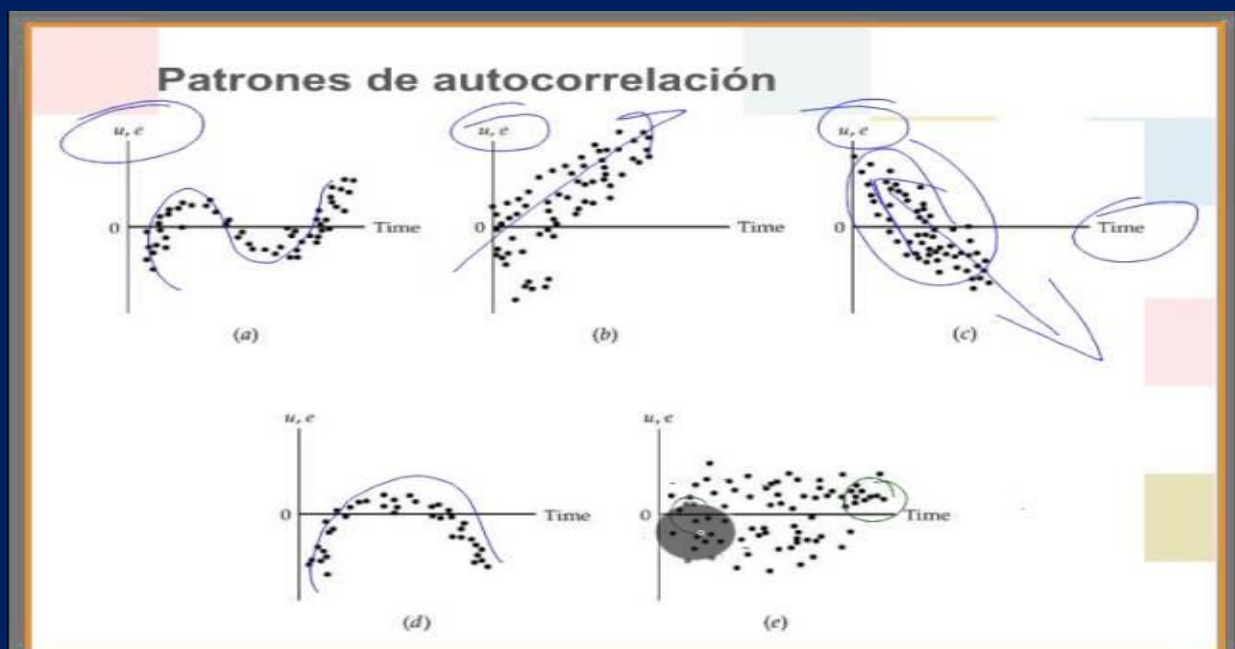 Patrones de autocorrelación
u, e
u, e
u, e
0
Time
0
Time
0
Time
(a)
(b)
(c)
u, e
u, e
0
Time
0
Time
(d)
(e)